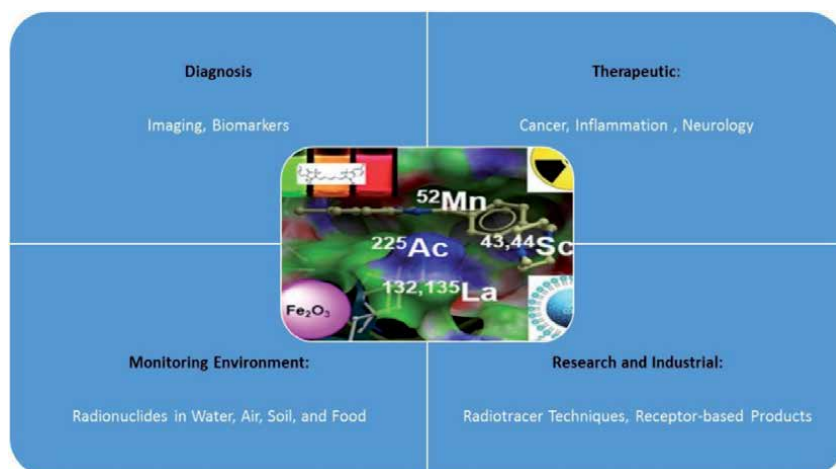 Diagnosis
Imaging, Biomarkers
Therapeutic:
Cancer, Inflammation , Neurology
⁵²Mn
²²⁵Ac
⁴³,⁴⁴Sc
¹³²,¹³⁵La
Fe₂O₃
Monitoring Environment:
Radionuclides in Water, Air, Soil, and Food
Research and Industrial:
Radiotracer Techniques, Receptor-based Products